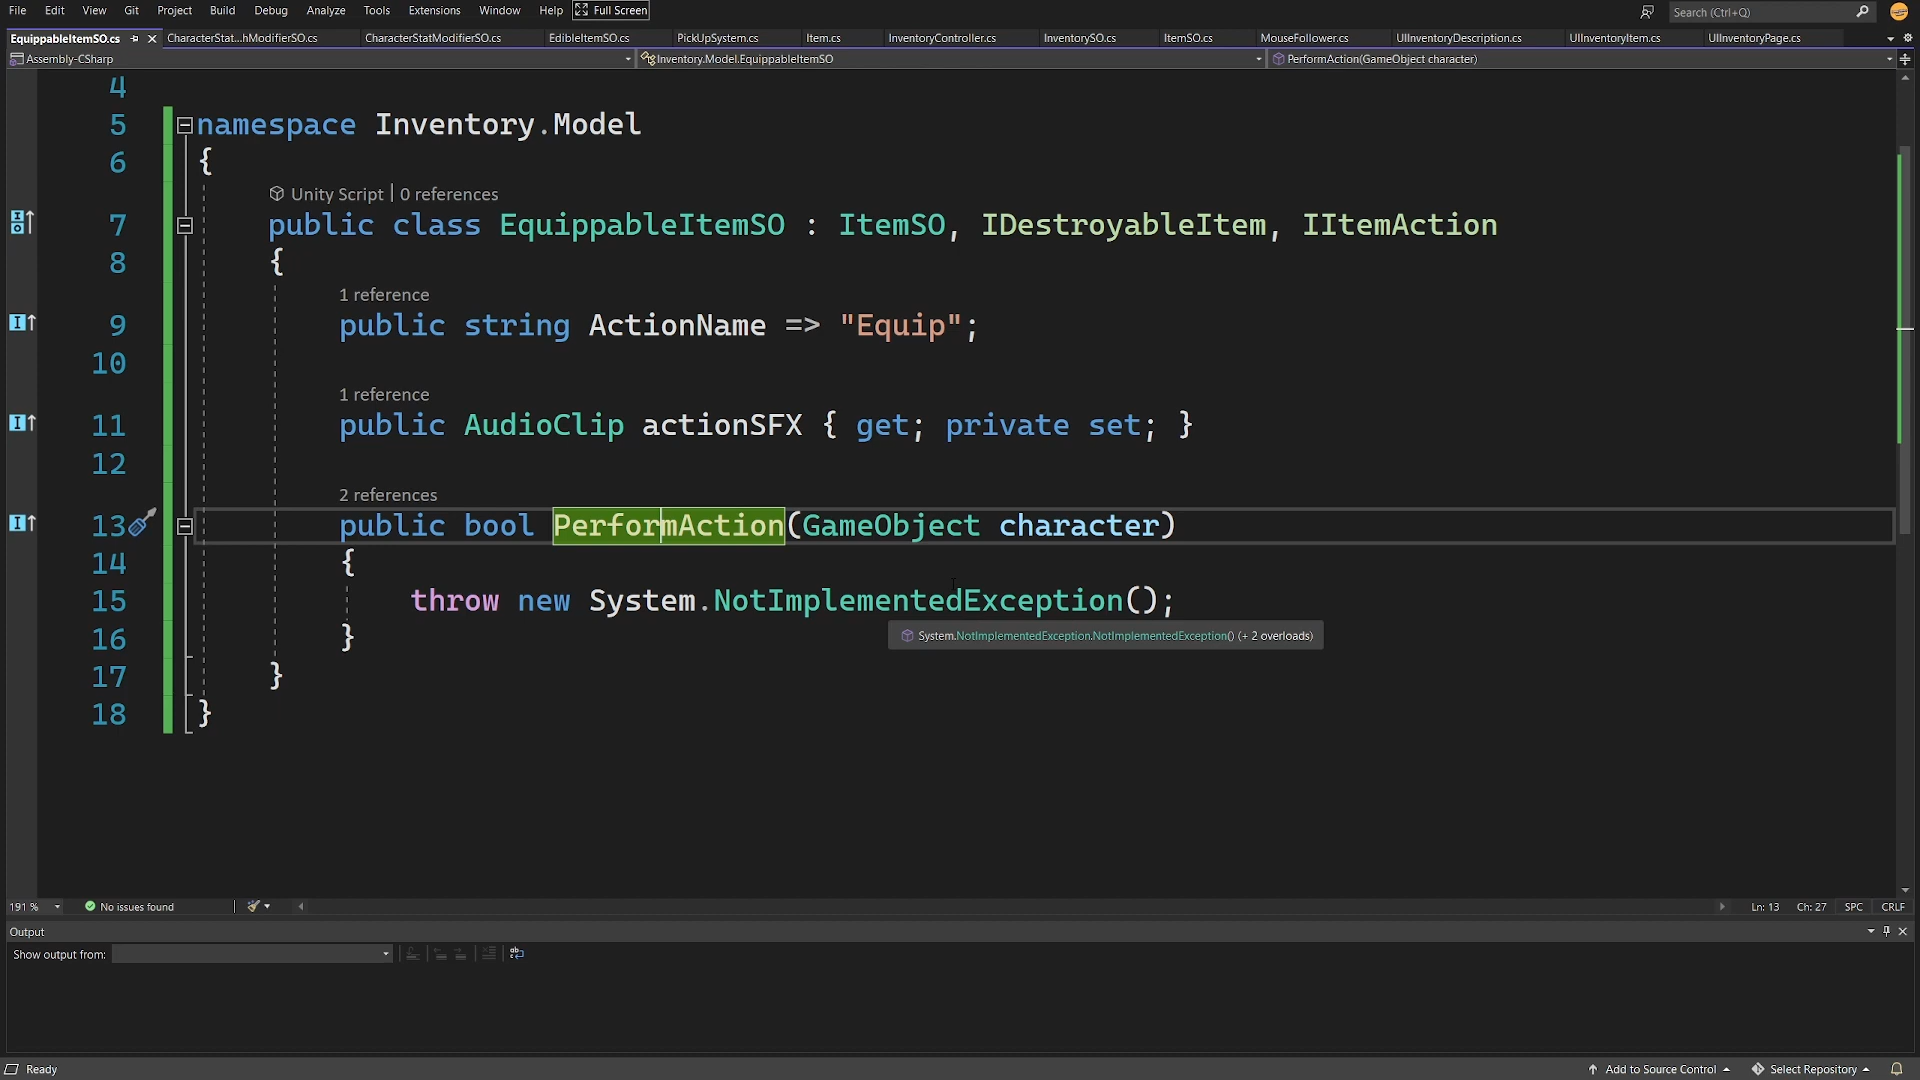 File Edit View Git Project Build Debug Analyze Tools Extensions Window Help Full Screen Search (Ctrl+Q)
EquippableItemSO.cs CharacterStat...hModifierSO.cs CharacterStatModifierSO.cs EdibleItemSO.cs PickUpSystem.cs Item.cs InventoryController.cs InventorySO.cs ItemSO.cs MouseFollower.cs UIInventoryDescription.cs UIInventoryItem.cs UIInventoryPage.cs
Assembly-CSharp Inventory.Model.EquippableItemSO PerformAction(GameObject character)
4
5 namespace Inventory.Model
6 {
Unity Script | 0 references
7 public class EquippableItemSO : ItemSO, IDestroyableItem, IItemAction
8 {
1 reference
9 public string ActionName => "Equip";
10
1 reference
11 public AudioClip actionSFX { get; private set; }
12
2 references
13 public bool PerformAction(GameObject character)
14 {
15 throw new System.NotImplementedException();
System.NotImplementedException.NotImplementedException() (+ 2 overloads)
16 }
17 }
18 }
191 % No issues found Ln: 13 Ch: 27 SPC CRLF
Output
Show output from:
Ready Add to Source Control Select Repository